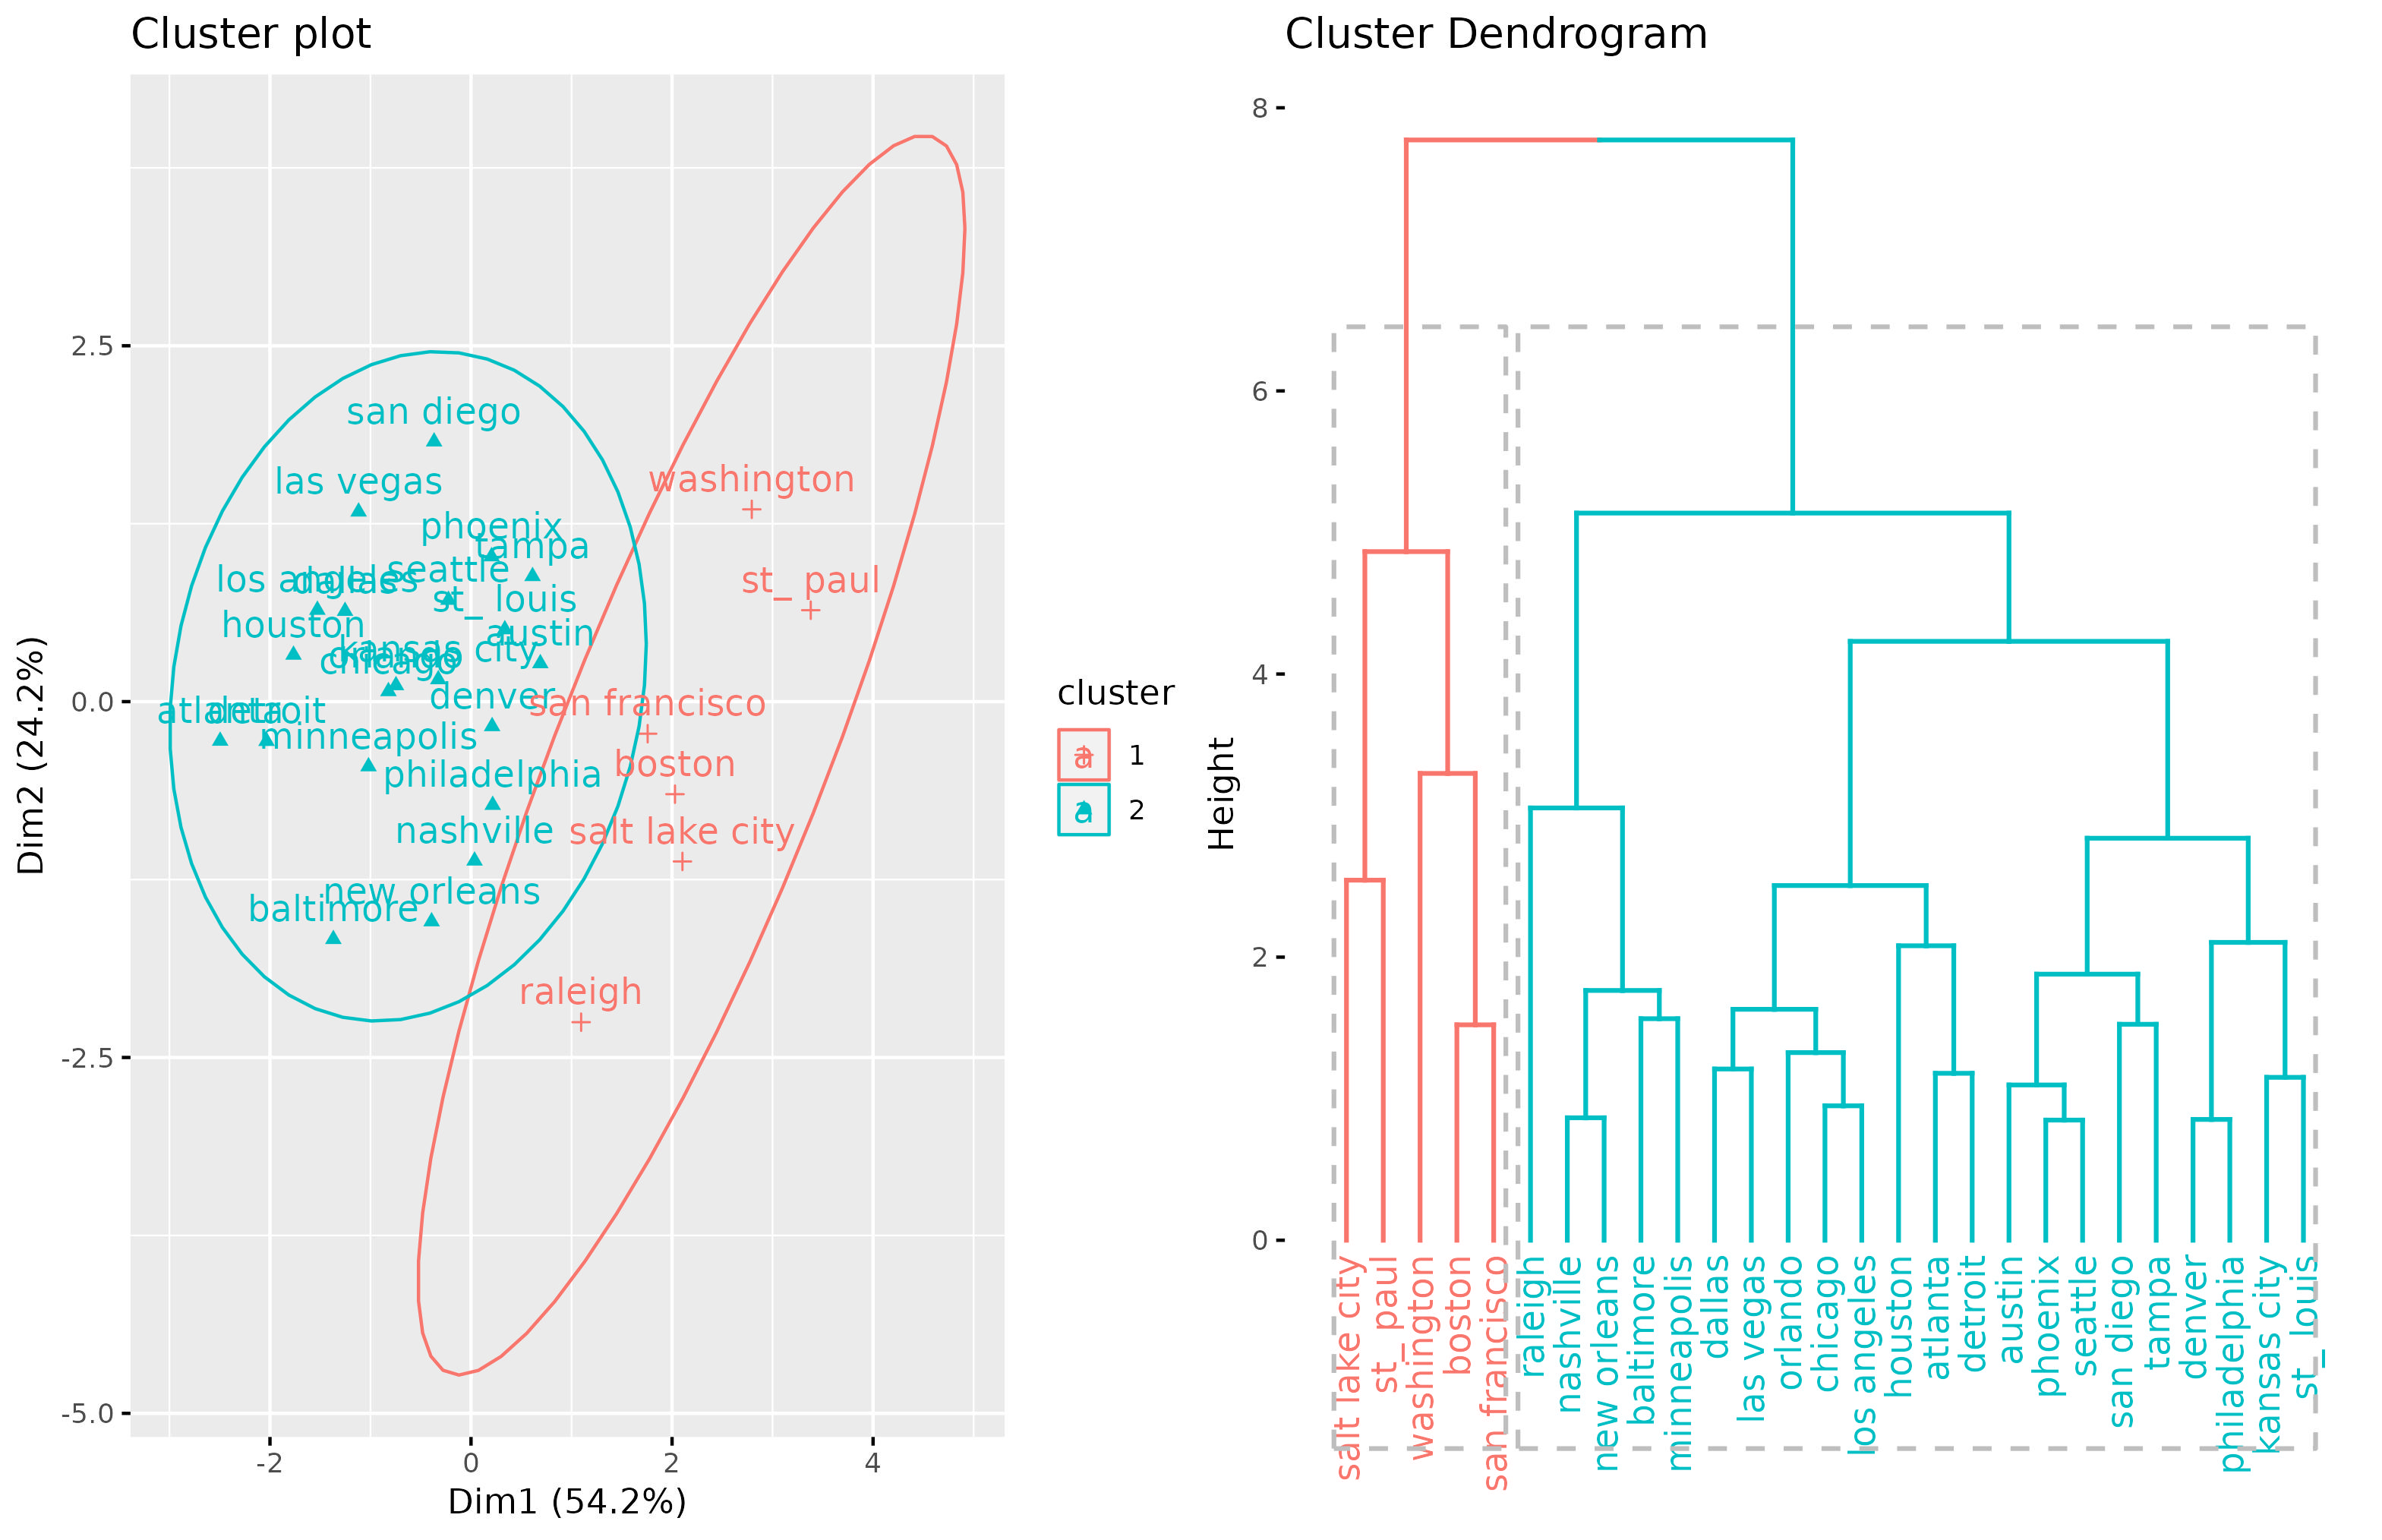 Cluster plot
san diego
las vegas
washington
phoenix
tampa
seattle
los angeles
dallas
st_ paul
st_ louis
houston
austin
kansas city
orlando
chicago
denver
san francisco
atlanta
detroit
minneapolis
boston
philadelphia
nashville
salt lake city
new orleans
baltimore
raleigh
2.5
0.0
-2.5
-5.0
-2
0
2
4
Dim1 (54.2%)
Dim2 (24.2%)
cluster
a
1
a
2
Cluster Dendrogram
8
6
4
2
0
Height
salt lake city
st_ paul
washington
boston
san francisco
raleigh
nashville
new orleans
baltimore
minneapolis
dallas
las vegas
orlando
chicago
los angeles
houston
atlanta
detroit
austin
phoenix
seattle
san diego
tampa
denver
philadelphia
kansas city
st_ louis